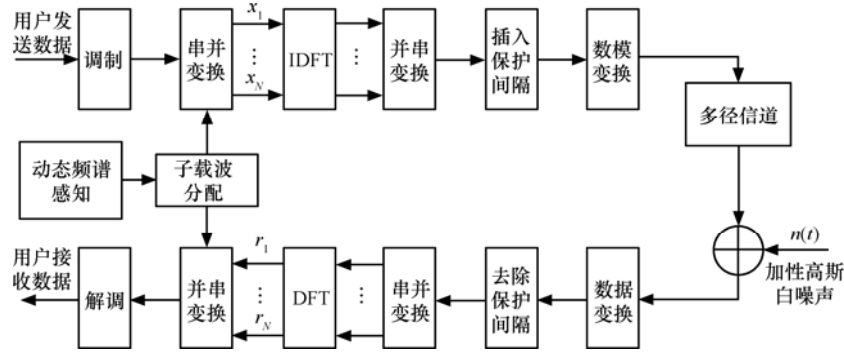 用户发
送数据
调制
串并
变换
x₁
⋯
x_N
IDFT
⋯
并串
变换
插入
保护
间隔
数模
变换
多径信道
动态频谱
感知
子载波
分配
n(t)
加性高斯
白噪声
用户接
收数据
解调
并串
变换
r₁
⋯
r_N
DFT
⋯
串并
变换
去除
保护
间隔
数据
变换